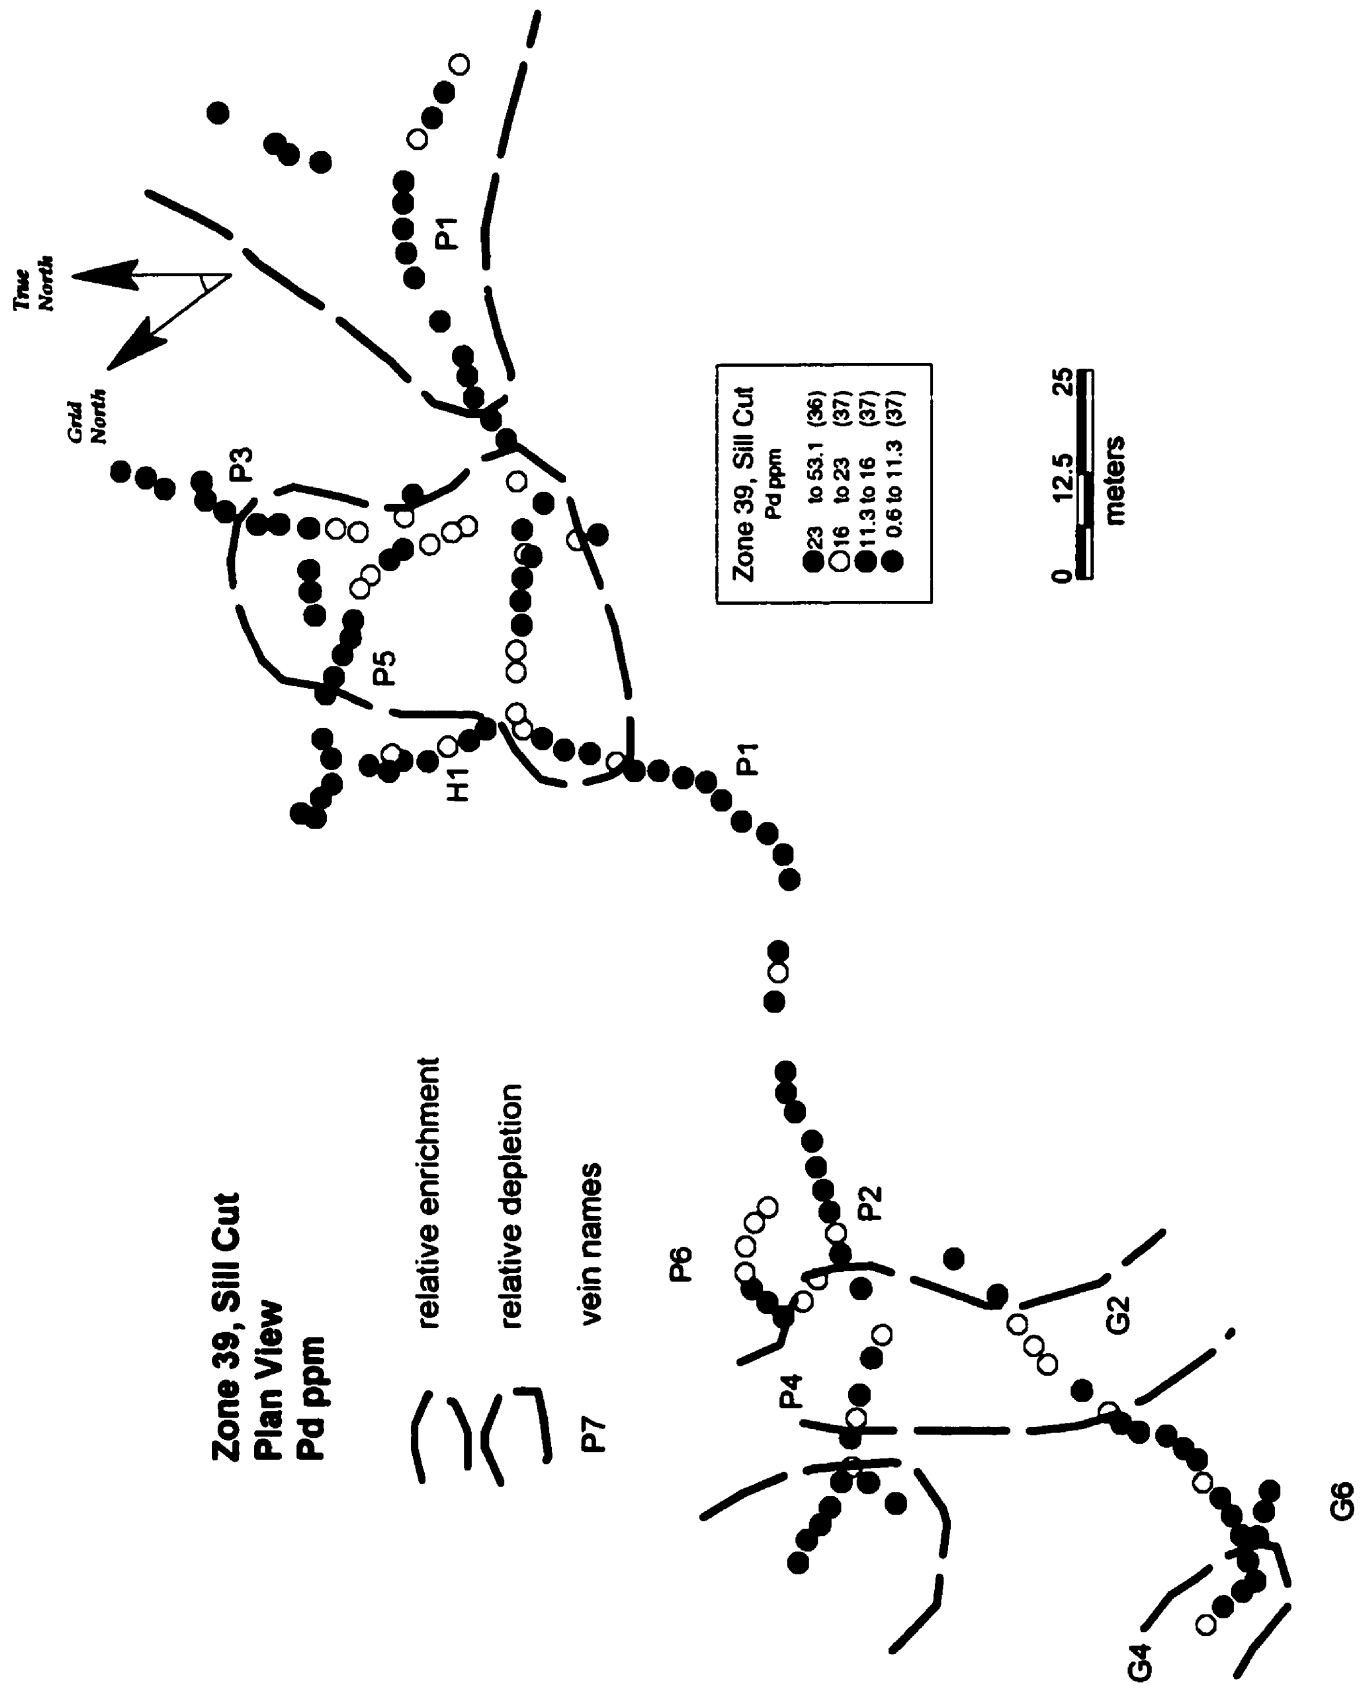 Zone 39, Sill Cut
Plan View
Pd ppm
relative enrichment
relative depletion
P7 vein names
True
North
Grid
North
P3
P1
P5
H1
P1
P6
P2
P4
G2
G4
G6
Zone 39, Sill Cut
Pd ppm
23 to 53.1 (36)
16 to 23 (37)
11.3 to 16 (37)
0.6 to 11.3 (37)
0 12.5 25
meters